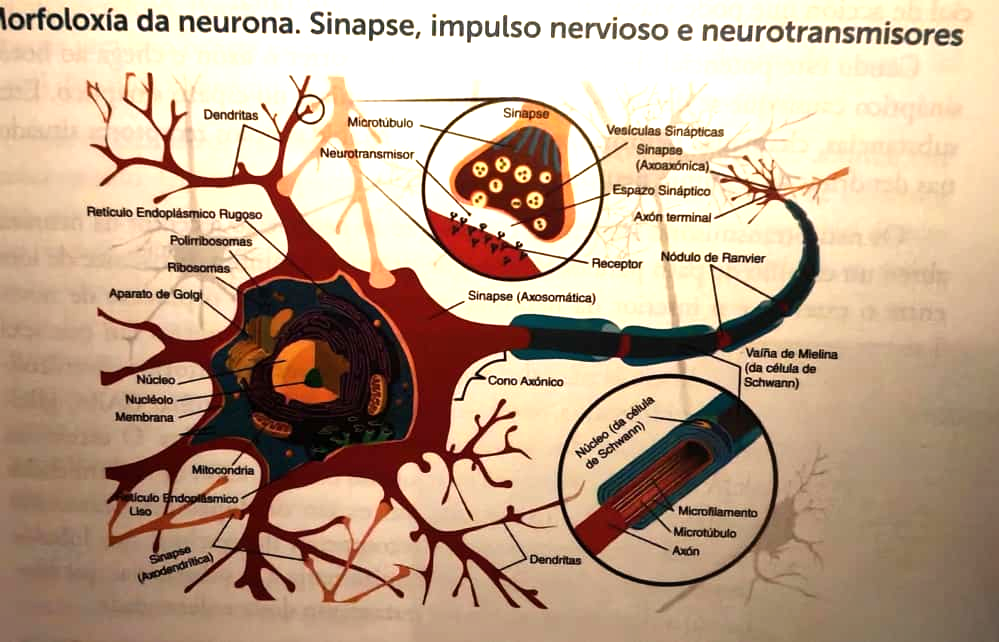 Morfoloxía da neurona. Sinapse, impulso nervioso e neurotransmisores
Dendritas
Microtúbulo
Neurotransmisor
Sinapse
Vesículas Sinápticas
Sinapse
(Axoaxónica)
Espazo Sináptico
Axón terminal
Receptor
Nódulo de Ranvier
Retículo Endoplásmico Rugoso
Polirribosomas
Ribosomas
Aparato de Golgi
Sinapse (Axosomática)
Núcleo
Nucléolo
Membrana
Cono Axónico
Vaíña de Mielina
(da célula de
Schwann)
Mitocondria
Retículo Endoplásmico
Liso
Sinapse
(Axodendrítica)
Dendritas
Núcleo (da célula
de Schwann)
Microfilamento
Microtúbulo
Axón